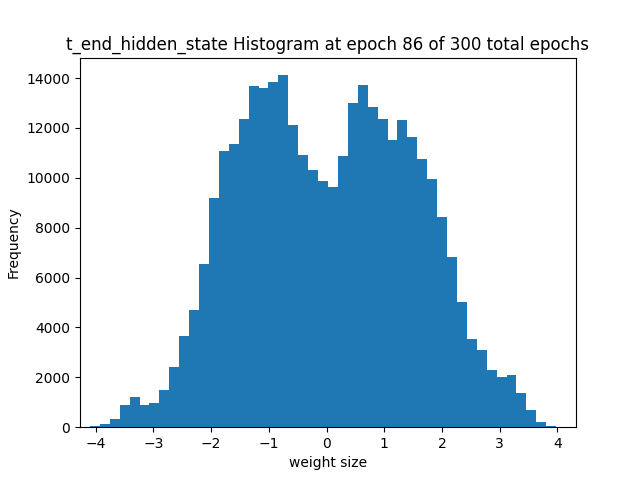 t_end_hidden_state Histogram at epoch 86 of 300 total epochs
14000
12000
10000
8000
6000
4000
2000
0
Frequency
−4 −3 −2 −1 0 1 2 3 4
weight size